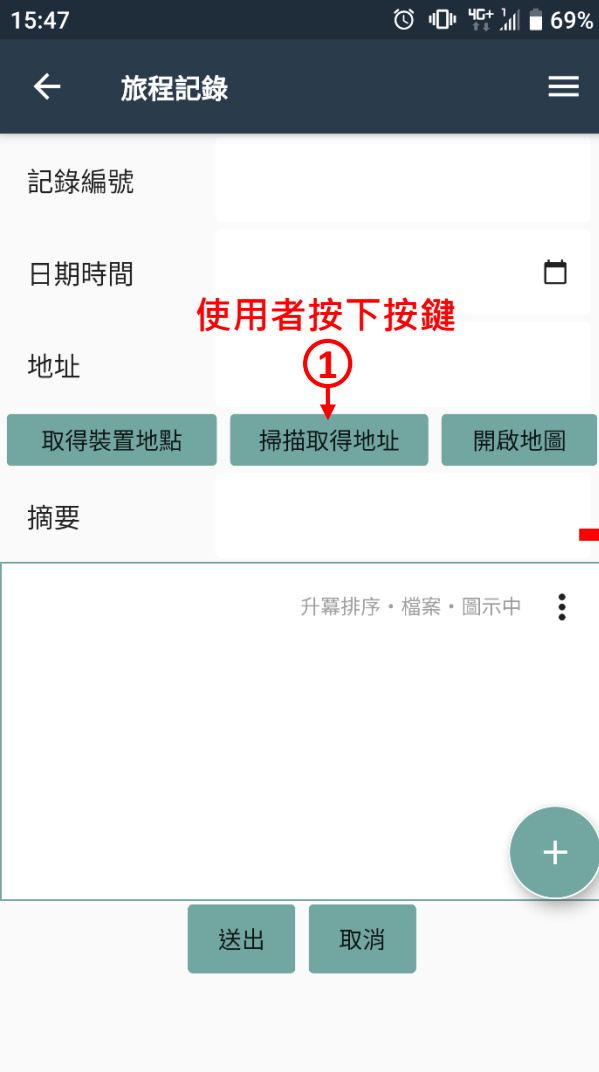 15:47 4G+ 1 69%
旅程記錄
記錄編號
日期時間
使用者按下按鍵
1
地址
取得裝置地點 掃描取得地址 開啟地圖
摘要
升冪排序・檔案・圖示中
送出 取消